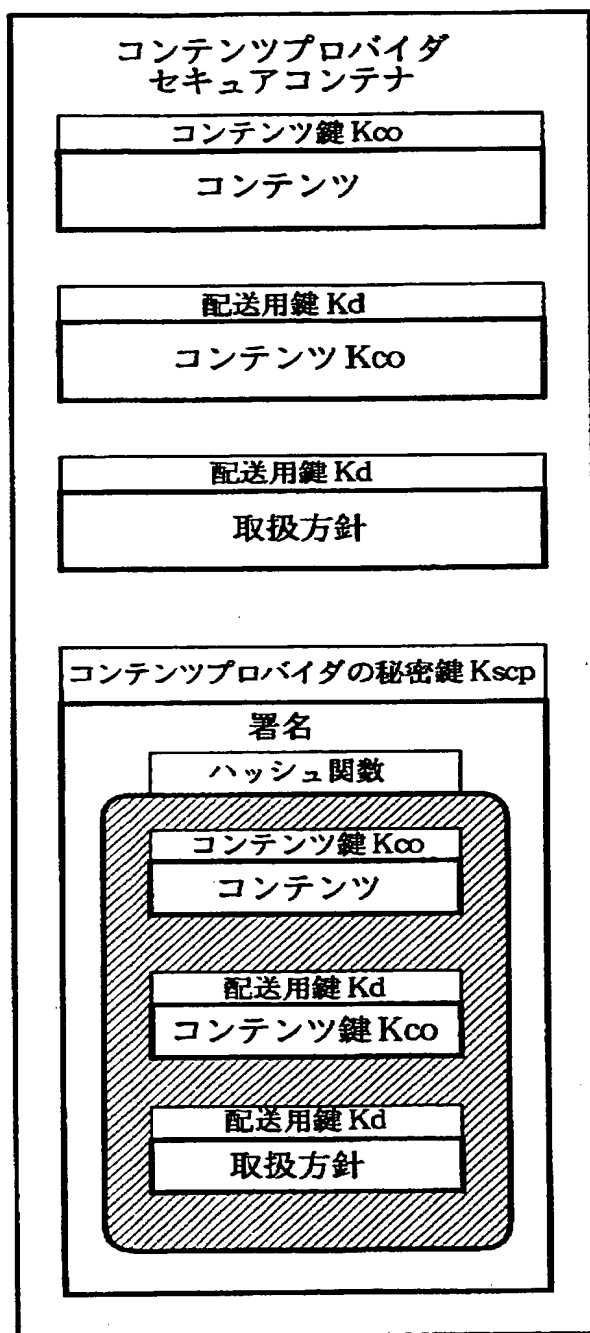 コンテンツプロバイダ
セキュアコンテナ
コンテンツ鍵 Kco
コンテンツ
配送用鍵 Kd
コンテンツ Kco
配送用鍵 Kd
取扱方針
コンテンツプロバイダの秘密鍵 Kscp
署名
ハッシュ関数
コンテンツ鍵 Kco
コンテンツ
配送用鍵 Kd
コンテンツ鍵 Kco
配送用鍵 Kd
取扱方針